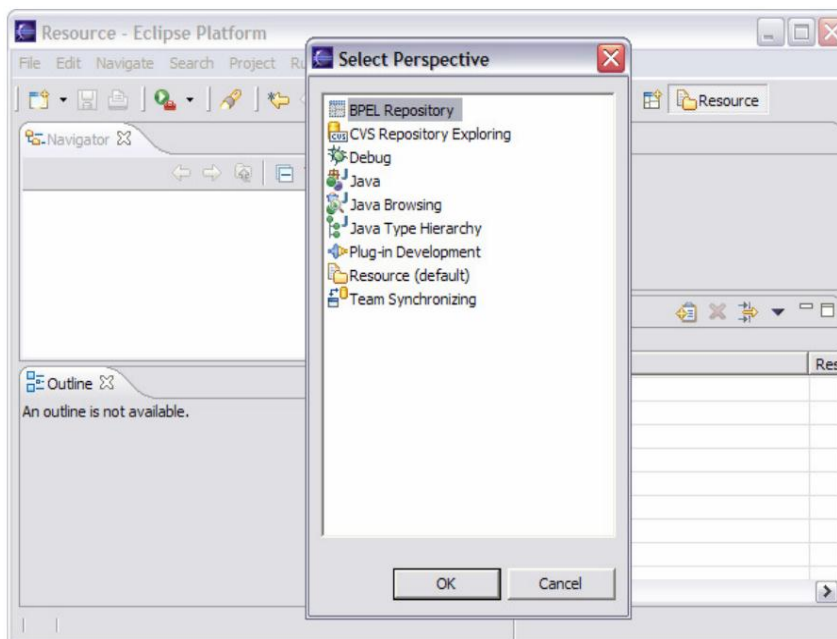 Resource - Eclipse Platform
File Edit Navigate Search Project
Resource
Navigator
Outline
An outline is not available.
Select Perspective
BPEL Repository
CVS Repository Exploring
Debug
Java
Java Browsing
Java Type Hierarchy
Plug-in Development
Resource (default)
Team Synchronizing
OK Cancel